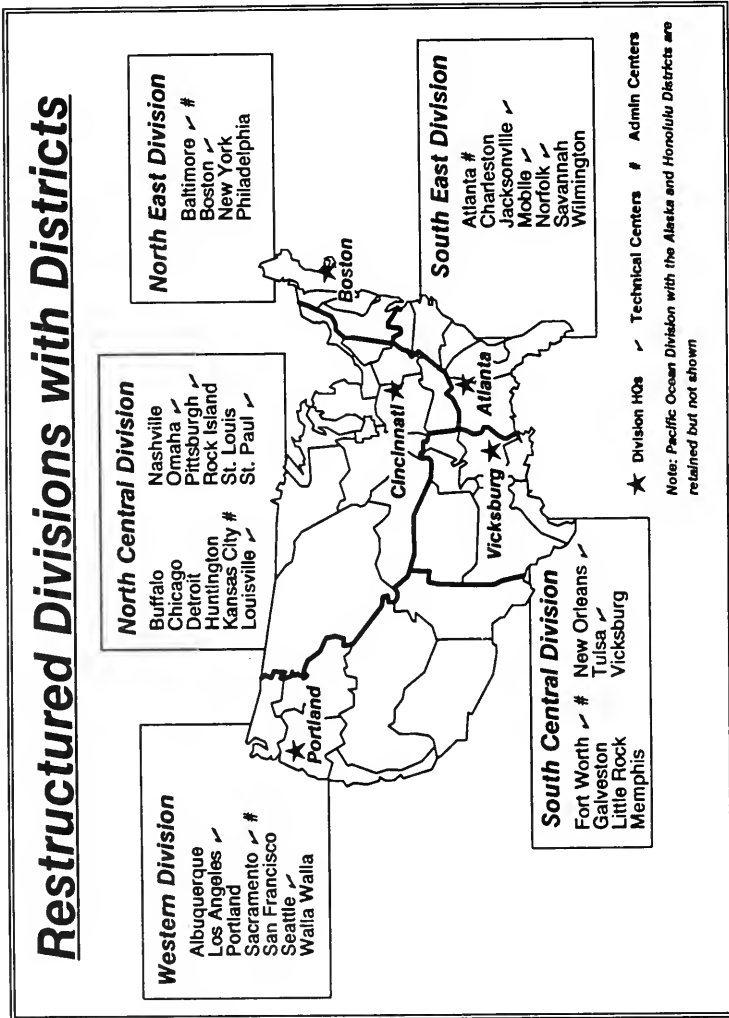 Restructured Divisions with Districts
Western Division
Albuquerque
Los Angeles ✓
Portland
Sacramento ✓ #
San Francisco
Seattle ✓
Walla Walla
North Central Division
Buffalo
Chicago
Detroit
Huntington
Kansas City #
Louisville ✓
Nashville
Omaha ✓
Pittsburgh ✓
Rock Island
St. Louis
St. Paul ✓
North East Division
Baltimore ✓ #
Boston ✓
New York
Philadelphia
Portland
Cincinnati
Boston
Vicksburg
Atlanta
South Central Division
Fort Worth ✓ #
Galveston
Little Rock
Memphis
New Orleans ✓
Tulsa ✓
Vicksburg
South East Division
Atlanta #
Charleston
Jacksonville ✓
Mobile ✓
Norfolk ✓
Savannah
Wilmington
★ Division HQs ✓ Technical Centers # Admin Centers
Note: Pacific Ocean Division with the Alaska and Honolulu Districts are
retained but not shown